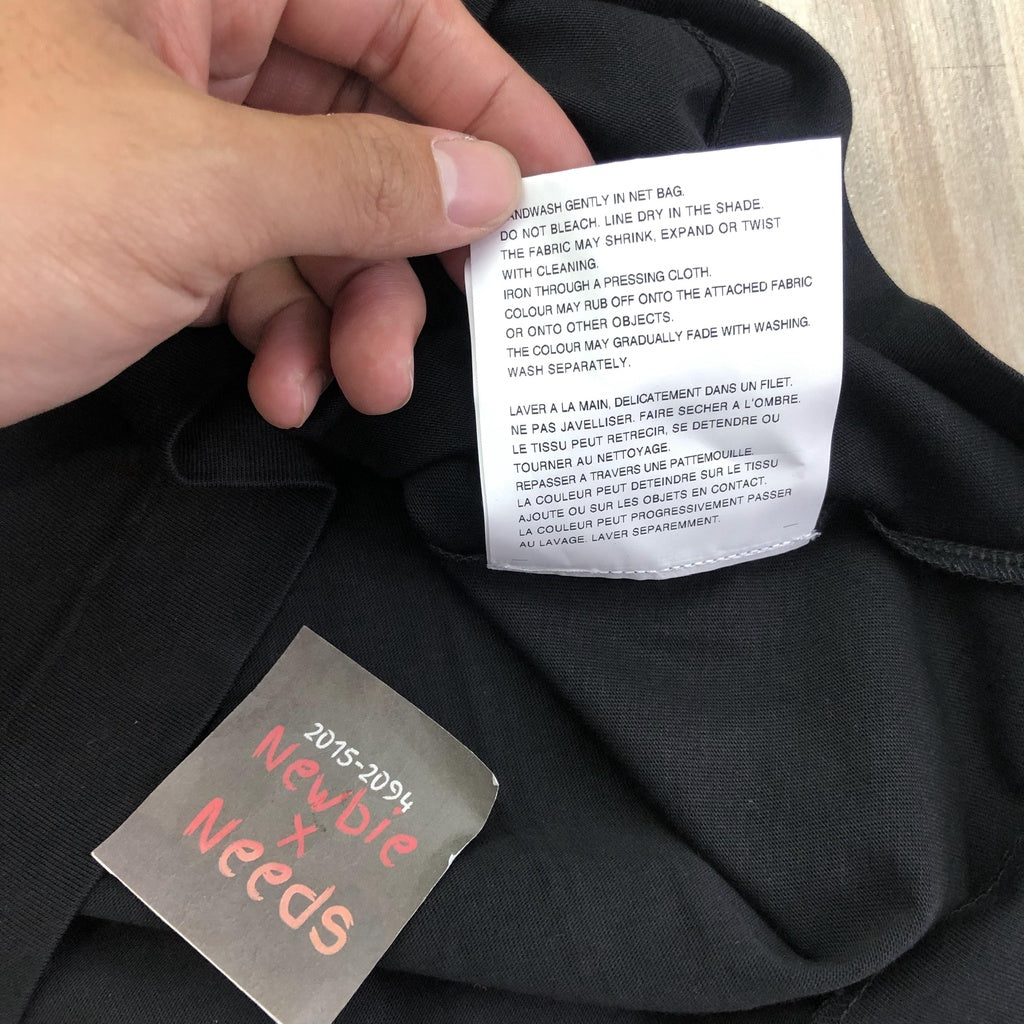 ANDWASH GENTLY IN NET BAG.
DO NOT BLEACH. LINE DRY IN THE SHADE.
THE FABRIC MAY SHRINK, EXPAND OR TWIST
WITH CLEANING.
IRON THROUGH A PRESSING CLOTH.
COLOUR MAY RUB OFF ONTO THE ATTACHED FABRIC
OR ONTO OTHER OBJECTS.
THE COLOUR MAY GRADUALLY FADE WITH WASHING.
WASH SEPARATELY.
LAVER A LA MAIN, DELICATEMENT DANS UN FILET.
NE PAS JAVELLISER. FAIRE SECHER A L'OMBRE.
LE TISSU PEUT RETRECIR, SE DETENDRE OU
TOURNER AU NETTOYAGE.
REPASSER A TRAVERS UNE PATTEMOUILLE.
LA COULEUR PEUT DETEINDRE SUR LE TISSU
AJOUTE OU SUR LES OBJETS EN CONTACT.
LA COULEUR PEUT PROGRESSIVEMENT PASSER
AU LAVAGE. LAVER SEPAREMMENT.
2015-2094
Newbie
x
Needs